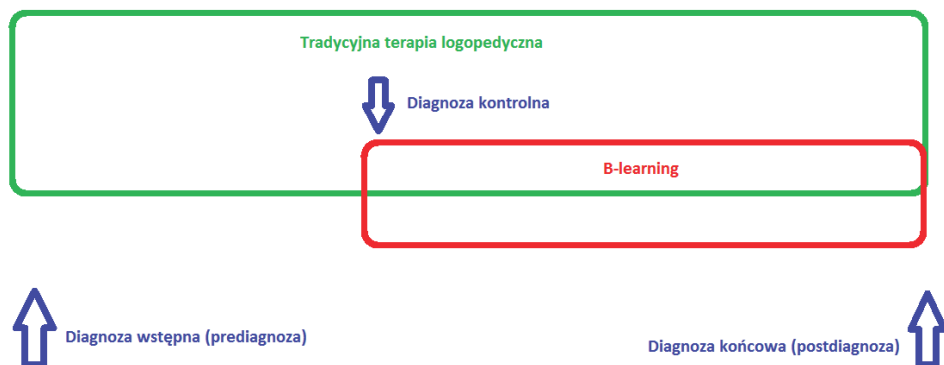 Tradycyjna terapia logopedyczna
Diagnoza kontrolna
B-learning
Diagnoza wstępna (prediagnoza)
Diagnoza końcowa (postdiagnoza)